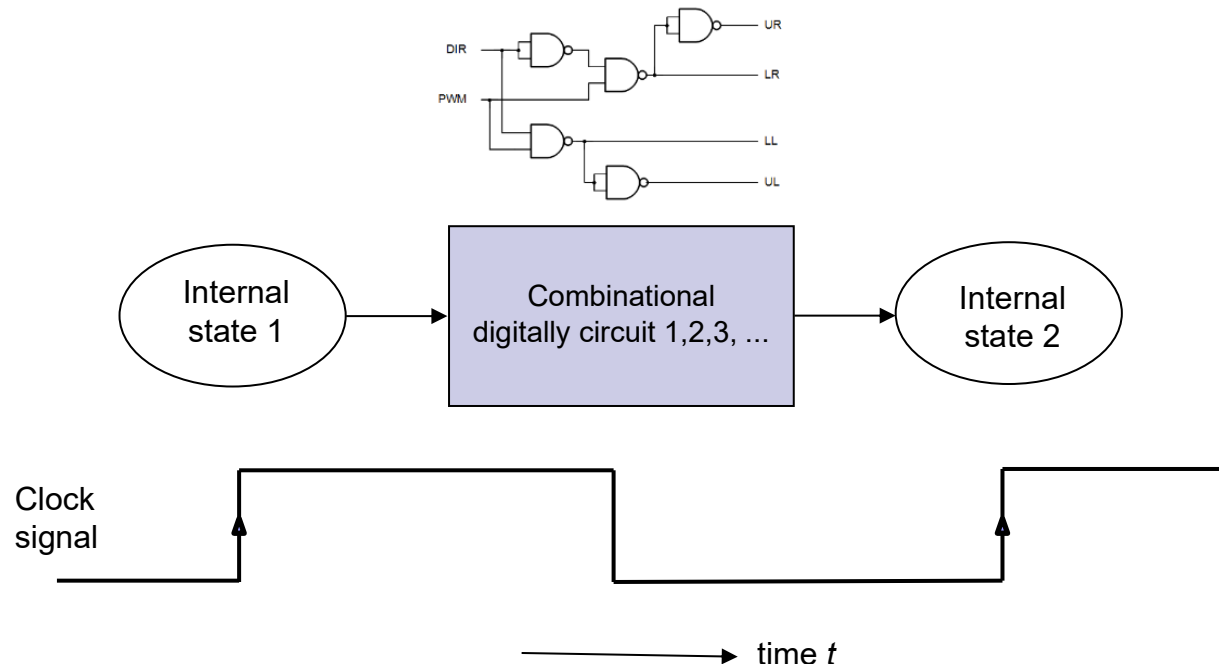 UR
DIR
LR
PWM
LL
UL
Internal
state 1
Combinational
digitally circuit 1,2,3, ...
Internal
state 2
Clock
signal
time t